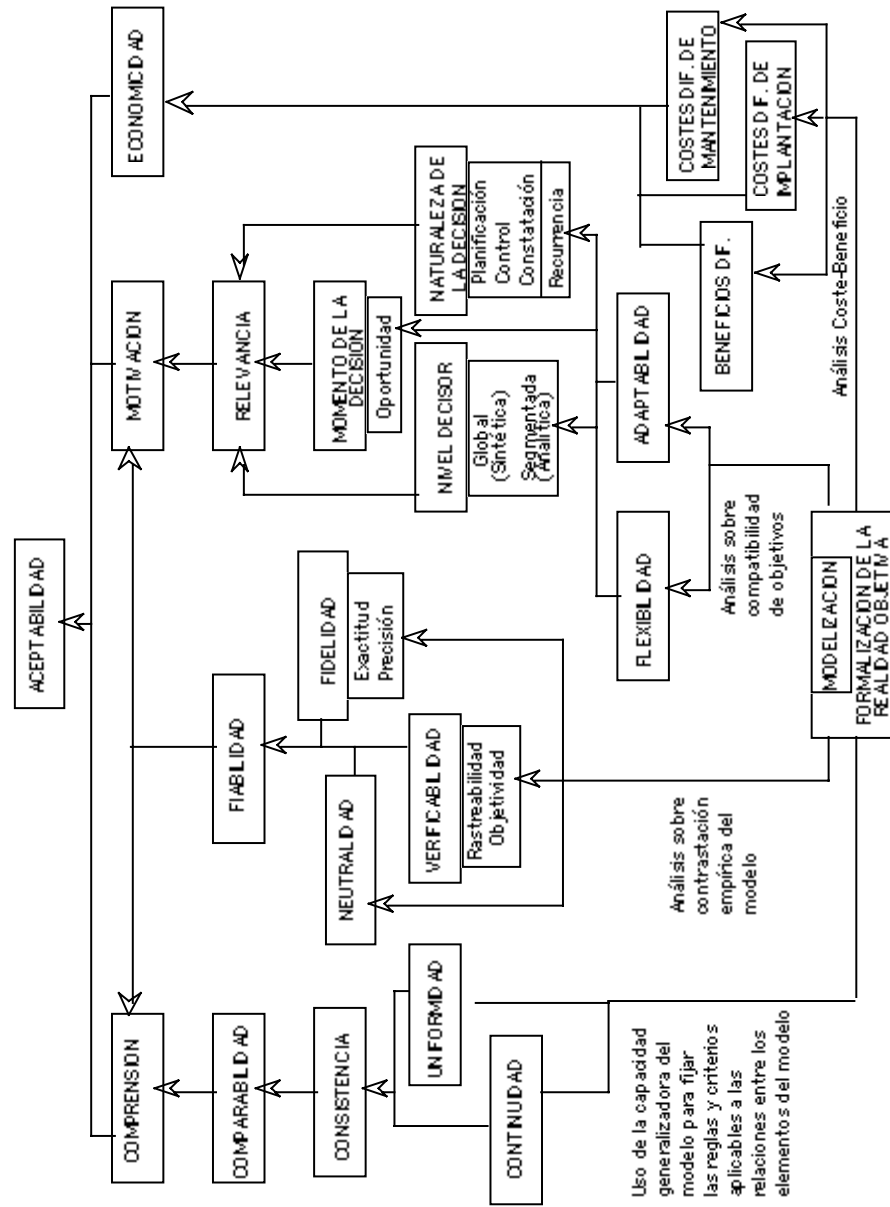 ACEPTABILIDAD
COMPRENSION
MOTIVACION
ECONOMICIDAD
COMPARABILIDAD
FIABILIDAD
RELEVANCIA
CONSISTENCIA
NEUTRALIDAD
FIDELIDAD
Exactitud
Precisión
MOMENTO DE LA
DECISION
Oportunidad
UNIFORMIDAD
VERIFICABILIDAD
Rastreabilidad
Objetividad
NIVEL DECISOR
Global
(Sintética)
Segmentada
(Analítica)
NATURALEZA DE
LA DECISION
Planificación
Control
Constatación
Recurrencia
CONTINUIDAD
FLEXIBILIDAD
ADAPTABILIDAD
BENEFICIOS DIF.
COSTES DIF. DE
MANTENIMIENTO
COSTES DIF. DE
IMPLANTACION
Uso de la capacidad
generalizadora del
modelo para fijar
las reglas y criterios
aplicables a las
relaciones entre los
elementos del modelo
Análisis sobre
contrastación
empírica del
modelo
Análisis sobre
compatibilidad
de objetivos
Análisis Coste-Beneficio
MODELIZACION
FORMALIZACION DE LA
REALIDAD OBJETIVA